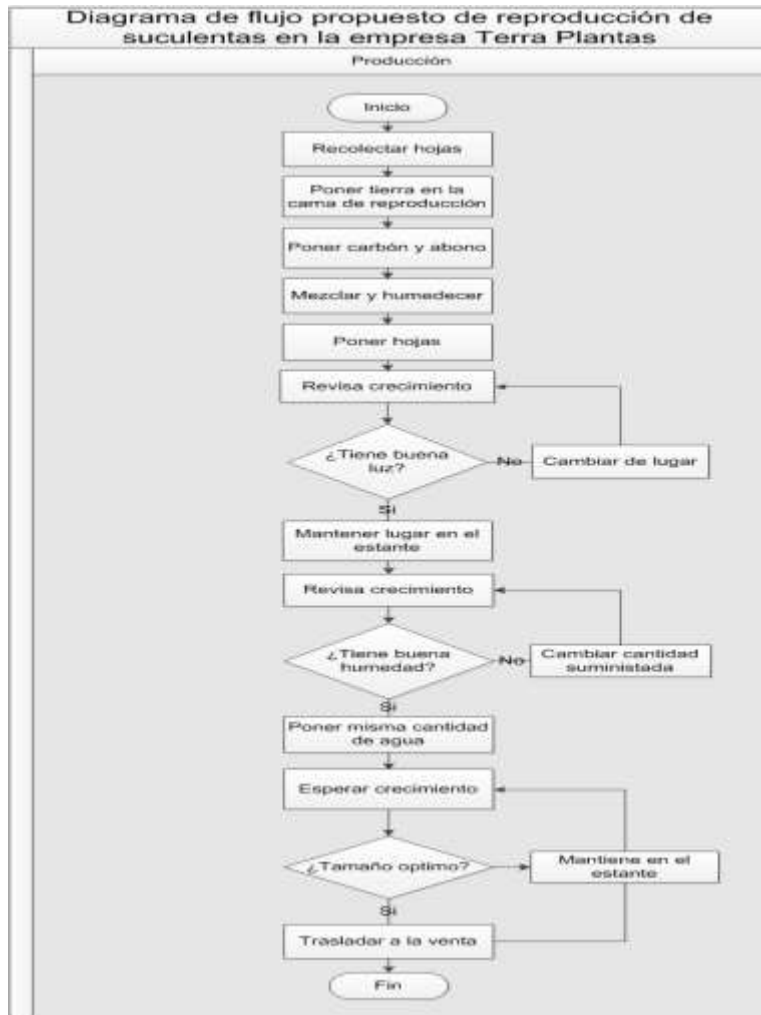 Diagrama de flujo propuesto de reproducción de
suculentas en la empresa Terra Plantas
Producción
Inicio
Recolectar hojas
Poner tierra en la
cama de reproducción
Poner carbón y abono
Mezclar y humedecer
Poner hojas
Revisa crecimiento
¿Tiene buena
luz?
No
Cambiar de lugar
Si
Mantener lugar en el
estante
Revisa crecimiento
¿Tiene buena
humedad?
No
Cambiar cantidad
suministada
Si
Poner misma cantidad
de agua
Esperar crecimiento
¿Tamaño optimo?
Mantiene en el
estante
Si
Trasladar a la venta
Fin